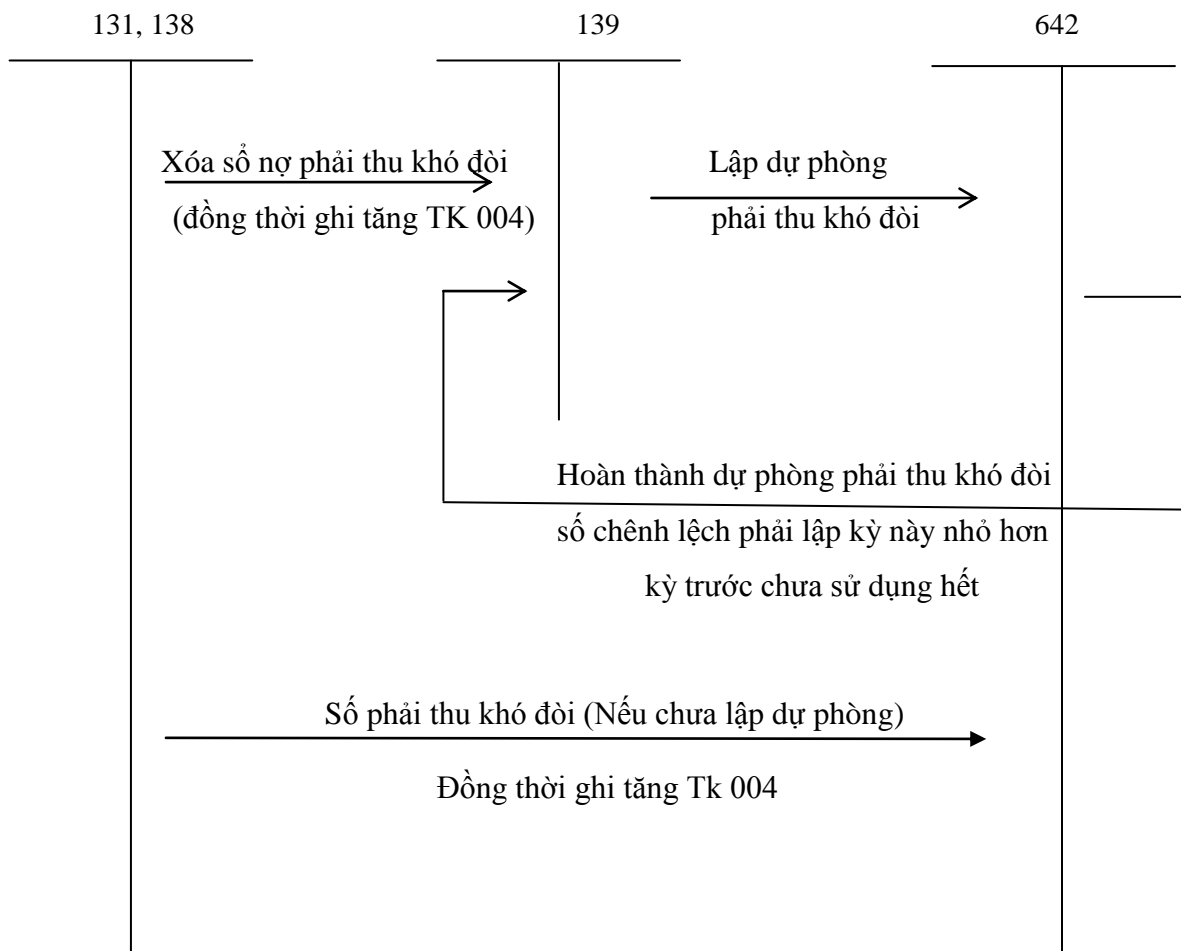 131, 138
139
642
Xóa sổ nợ phải thu khó đòi
(đồng thời ghi tăng TK 004)
Lập dự phòng
phải thu khó đòi
Hoàn thành dự phòng phải thu khó đòi
số chênh lệch phải lập kỳ này nhỏ hơn
kỳ trước chưa sử dụng hết
Số phải thu khó đòi (Nếu chưa lập dự phòng)
Đồng thời ghi tăng Tk 004